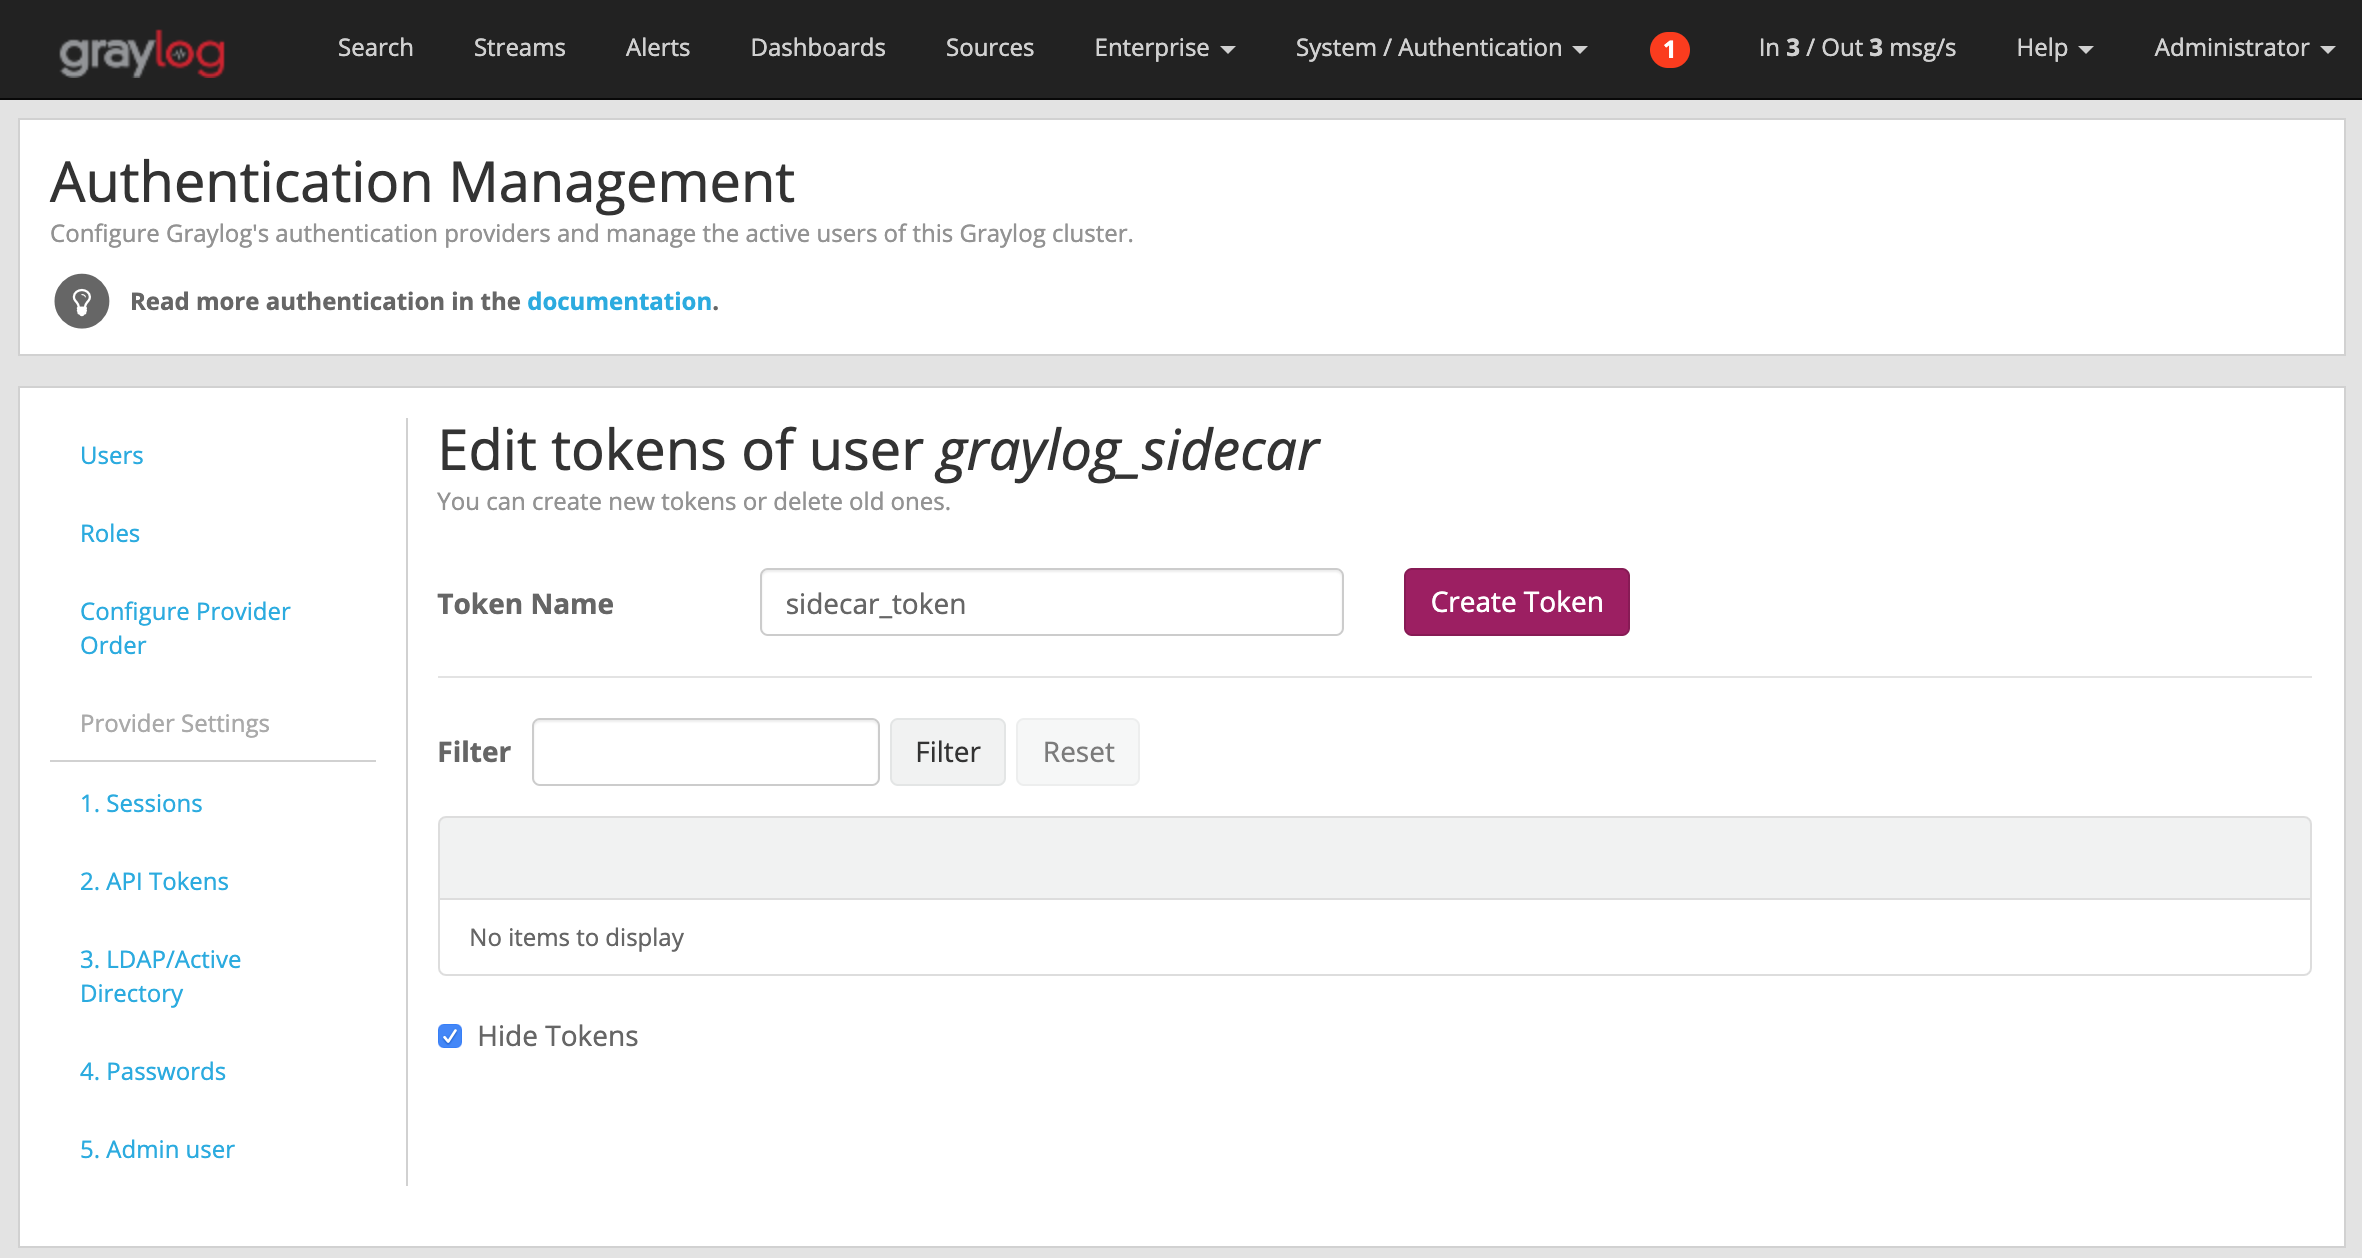 graylog Search Streams Alerts Dashboards Sources Enterprise System / Authentication 1 In 3 / Out 3 msg/s Help Administrator
Authentication Management
Configure Graylog's authentication providers and manage the active users of this Graylog cluster.
Read more authentication in the documentation.
Users
Roles
Configure Provider
Order
Provider Settings
1. Sessions
2. API Tokens
3. LDAP/Active
Directory
4. Passwords
5. Admin user
Edit tokens of user graylog_sidecar
You can create new tokens or delete old ones.
Token Name sidecar_token Create Token
Filter Filter Reset
No items to display
Hide Tokens